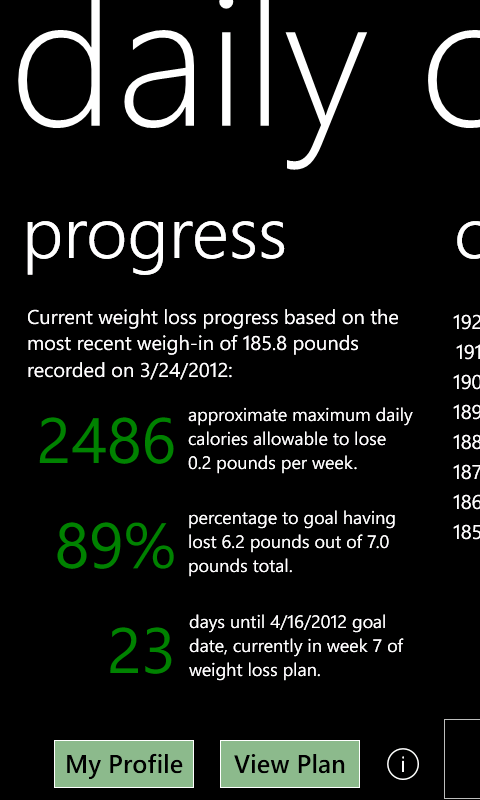 daily c
progress
Current weight loss progress based on the
most recent weigh-in of 185.8 pounds
recorded on 3/24/2012:
2486
approximate maximum daily
calories allowable to lose
0.2 pounds per week.
89%
percentage to goal having
lost 6.2 pounds out of 7.0
pounds total.
23
days until 4/16/2012 goal
date, currently in week 7 of
weight loss plan.
My Profile
View Plan
i
c
192
191
190
189
188
187
186
185